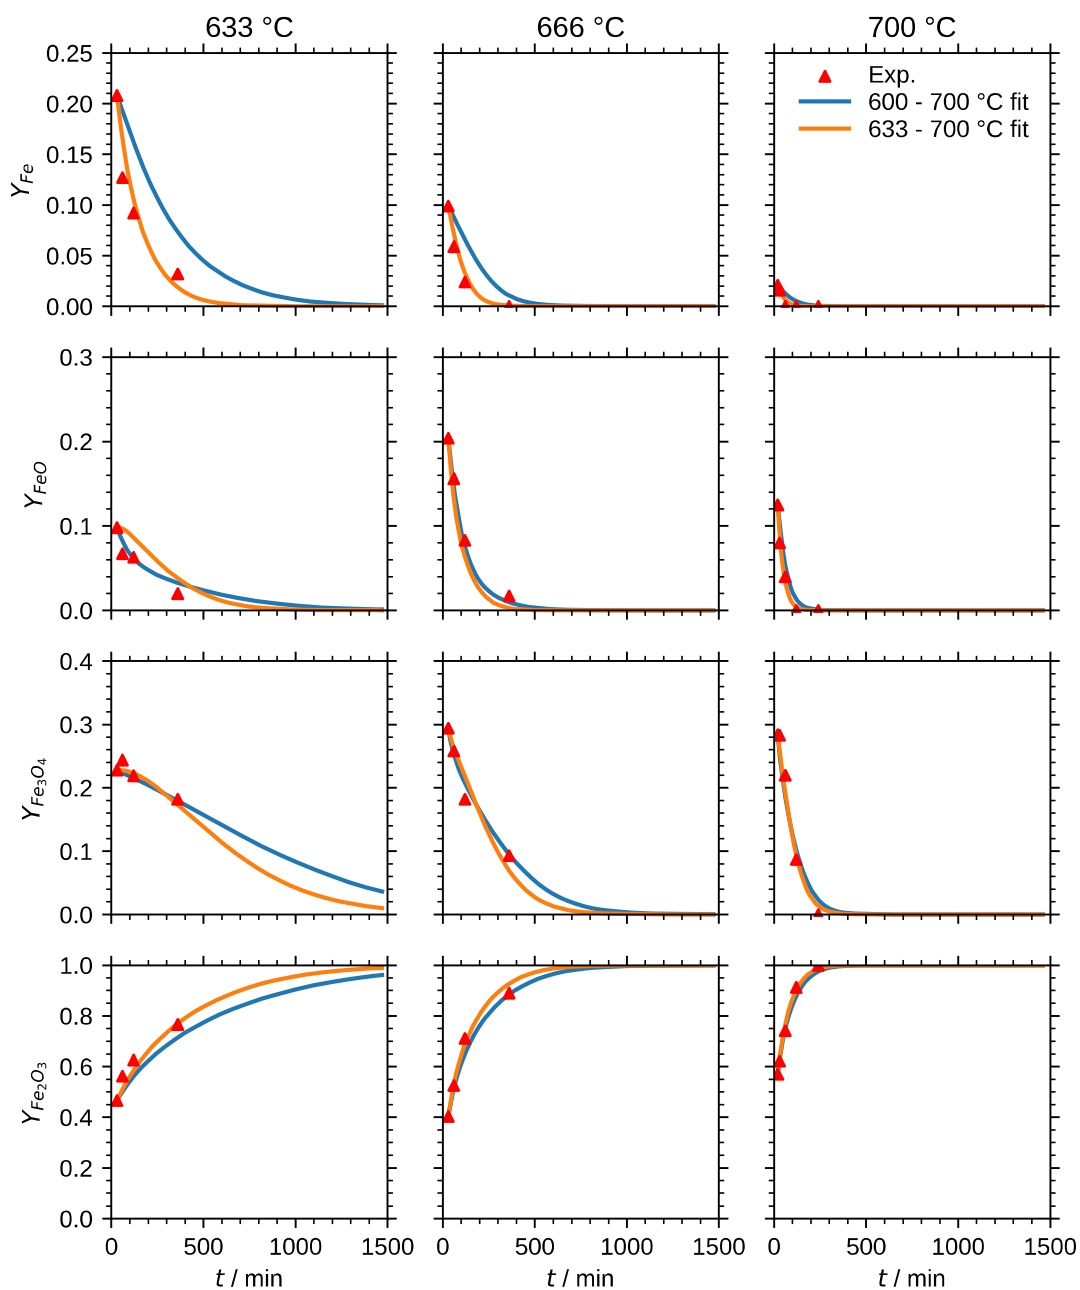 633 °C 666 °C 700 °C
0.25
0.20
0.15
0.10
0.05
0.00
Y_Fe
Exp.
600 - 700 °C fit
633 - 700 °C fit
0.3
0.2
0.1
0.0
Y_FeO
0.4
0.3
0.2
0.1
0.0
Y_Fe₃O₄
1.0
0.8
0.6
0.4
0.2
0.0
Y_Fe₂O₃
0 500 1000 1500 0 500 1000 1500 0 500 1000 1500
t / min t / min t / min